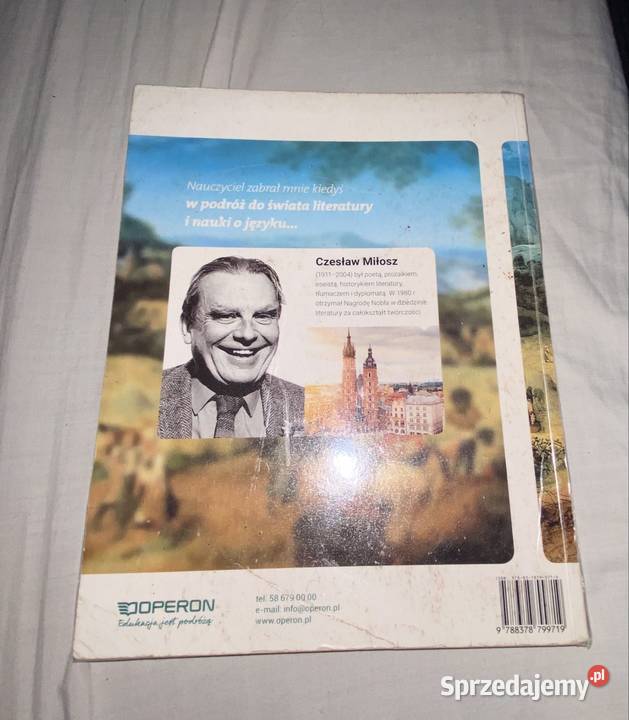 Nauczyciel zabrał mnie kiedyś
w podróż do świata literatury
i nauki o języku...
Czesław Miłosz
(1911–2004) był poetą, prozaikiem,
eseistą, historykiem literatury,
tłumaczem i dyplomatą. W 1980 r.
otrzymał Nagrodę Nobla w dziedzinie
literatury za całokształt twórczości.
OPERON
Edukacja jest podróżą
tel. 58 679 00 00
e-mail: info@operon.pl
www.operon.pl
ISBN
9 788378 799719
Sprzedajemy.pl